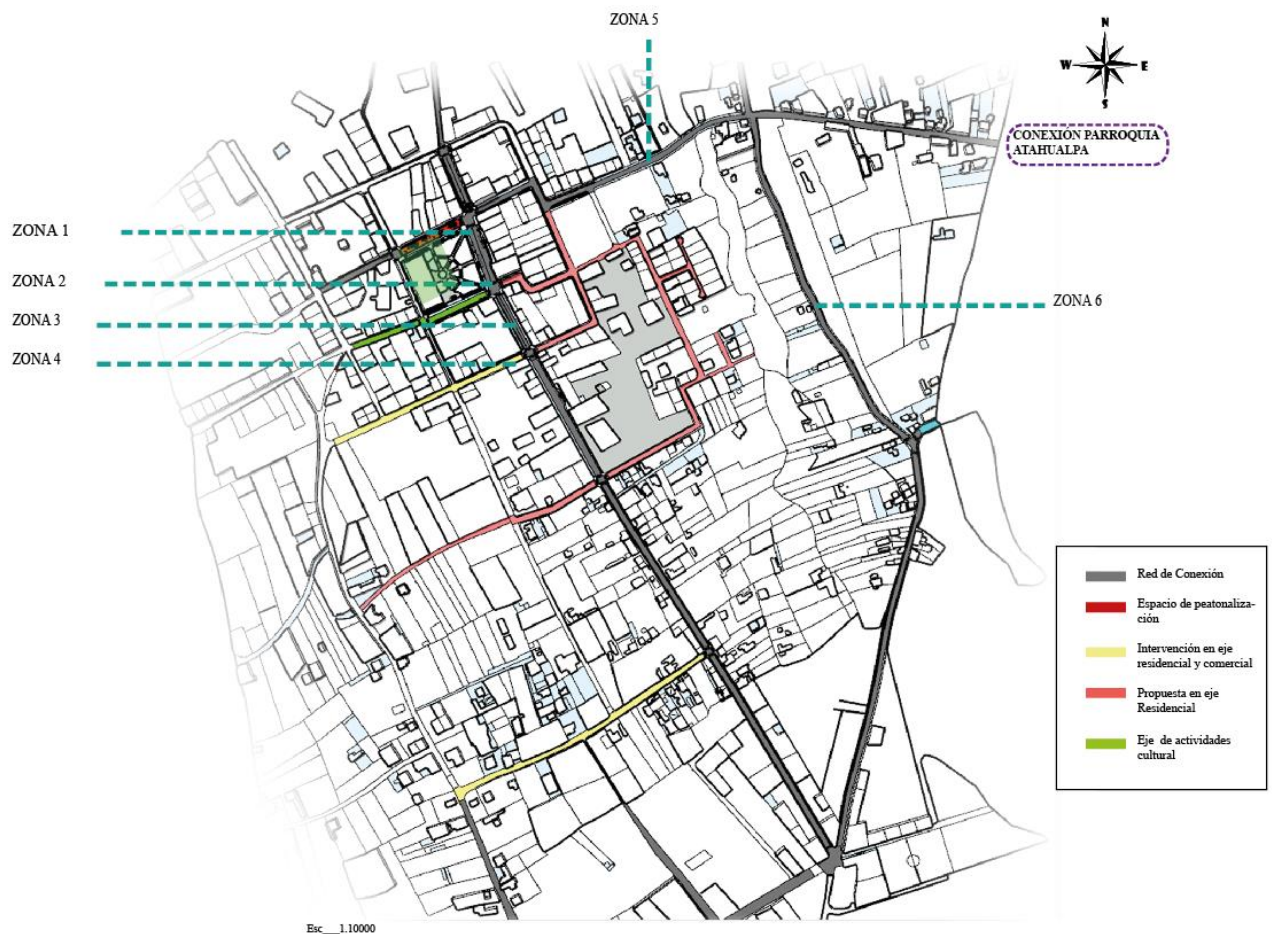 ZONA 5
N
W
E
S
CONEXIÓN PARROQUIA
ATAHUALPA
ZONA 1
ZONA 2
ZONA 3
ZONA 4
ZONA 6
Red de Conexión
Espacio de peatonaliza-
ción
Intervención en eje
residencial y comercial
Propuesta en eje
Residencial
Eje de actividades
cultural
Esc___1.10000